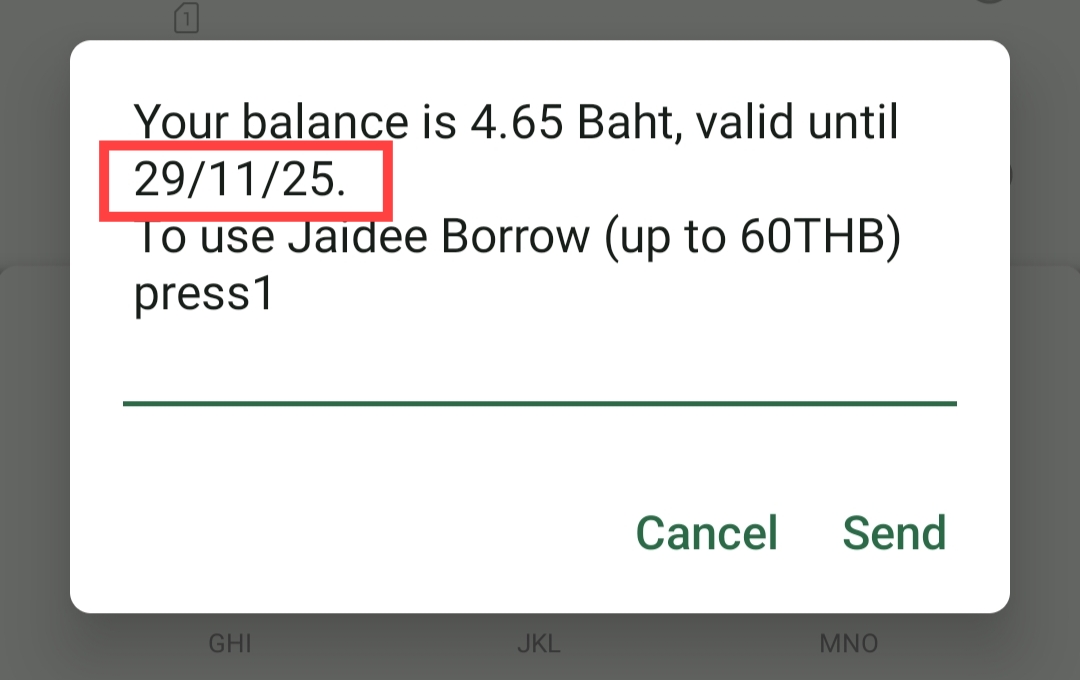 1
Your balance is 4.65 Baht, valid until
29/11/25.
To use Jaidee Borrow (up to 60THB)
press1
Cancel Send
GHI JKL MNO